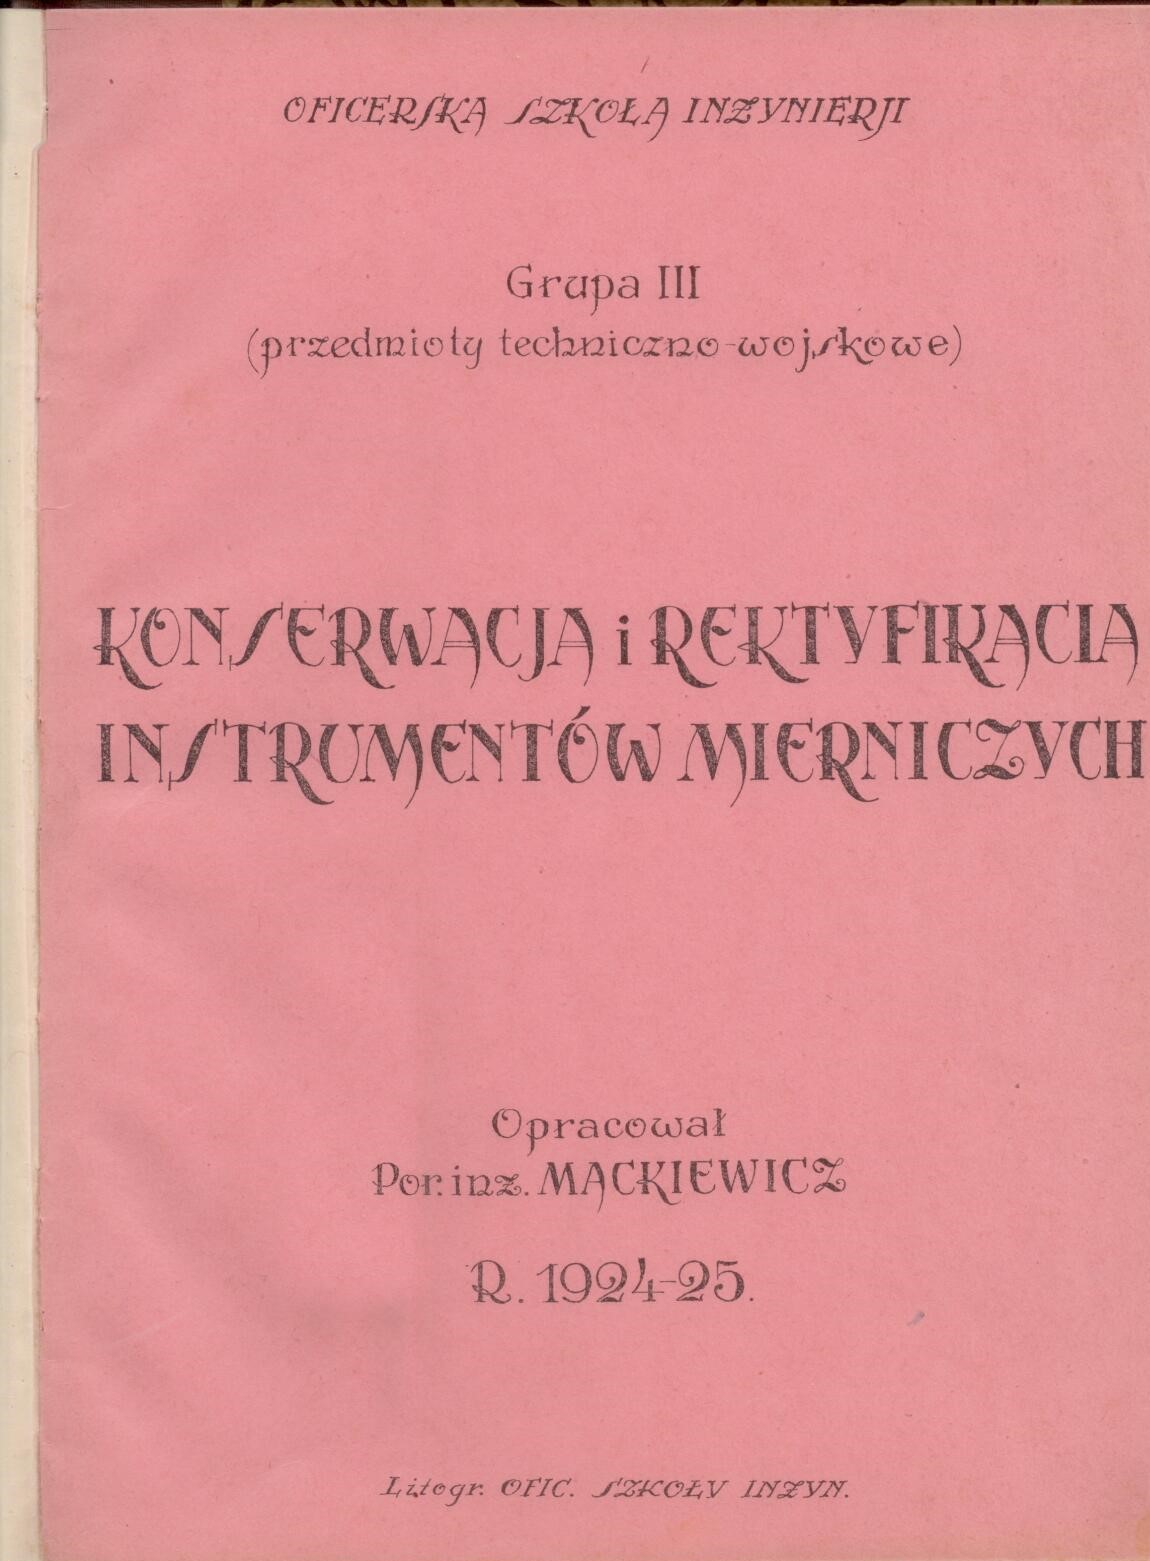 OFICERSKA SZKOŁA INŻYNIERJI
Grupa III
(przedmioty techniczno-wojskowe)
KONSERWACJA i REKTYFIKACIA
INSTRUMENTÓW MIERNICZYCH
Opracował
Por. inż. MACKIEWICZ
R. 1924-25.
Litogr. OFIC. SZKOŁY INŻYN.